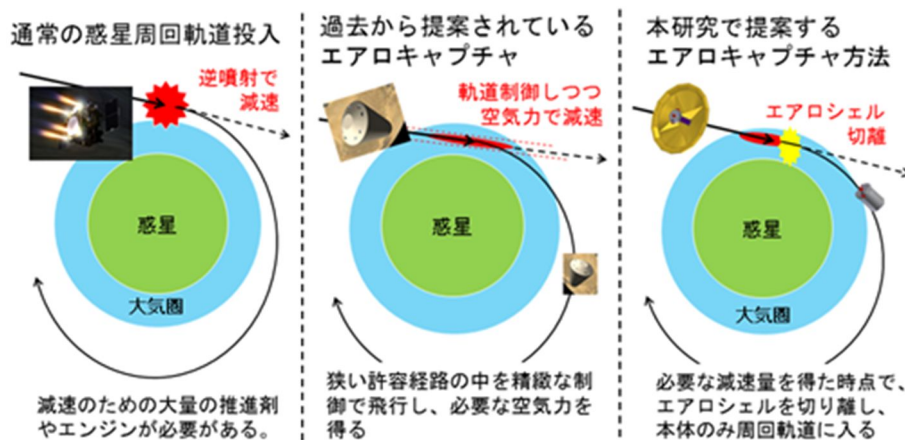 通常の惑星周回軌道投入
逆噴射で
減速
惑星
大気圏
減速のための大量の推進剤
やエンジンが必要がある。
過去から提案されている
エアロキャプチャ
軌道制御しつつ
空気力で減速
惑星
狭い許容経路の中を精緻な制
御で飛行し、必要な空気力を
得る
本研究で提案する
エアロキャプチャ方法
エアロシェル
切離
惑星
大気圏
必要な減速量を得た時点で、
エアロシェルを切り離し、
本体のみ周回軌道に入る